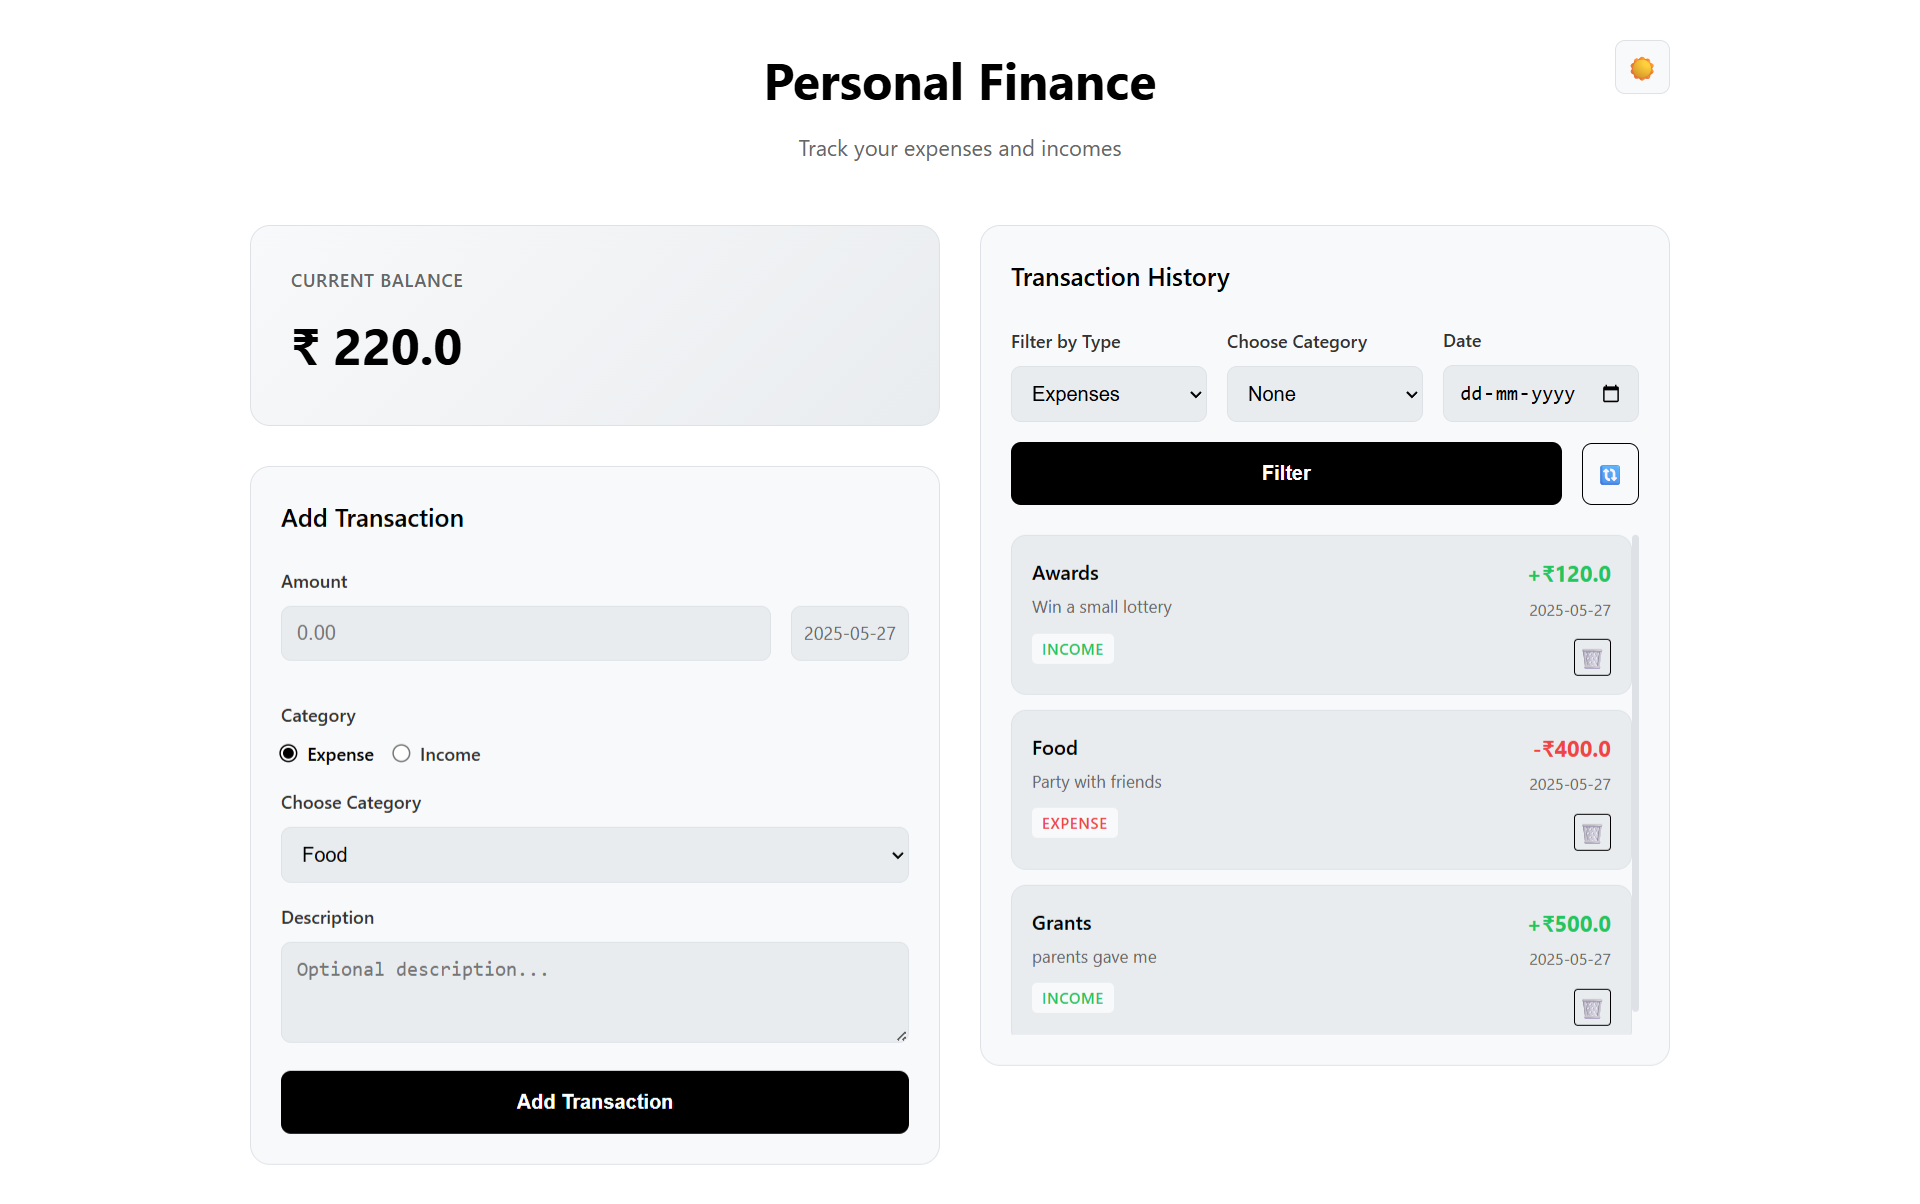 Personal Finance
Track your expenses and incomes
CURRENT BALANCE
₹ 220.0
Add Transaction
Amount
0.00
2025-05-27
Category
Expense
Income
Choose Category
Food
Description
Optional description...
Add Transaction
Transaction History
Filter by Type
Choose Category
Date
Expenses
None
dd-mm-yyyy
Filter
Awards
+₹120.0
Win a small lottery
2025-05-27
INCOME
Food
-₹400.0
Party with friends
2025-05-27
EXPENSE
Grants
+₹500.0
parents gave me
2025-05-27
INCOME